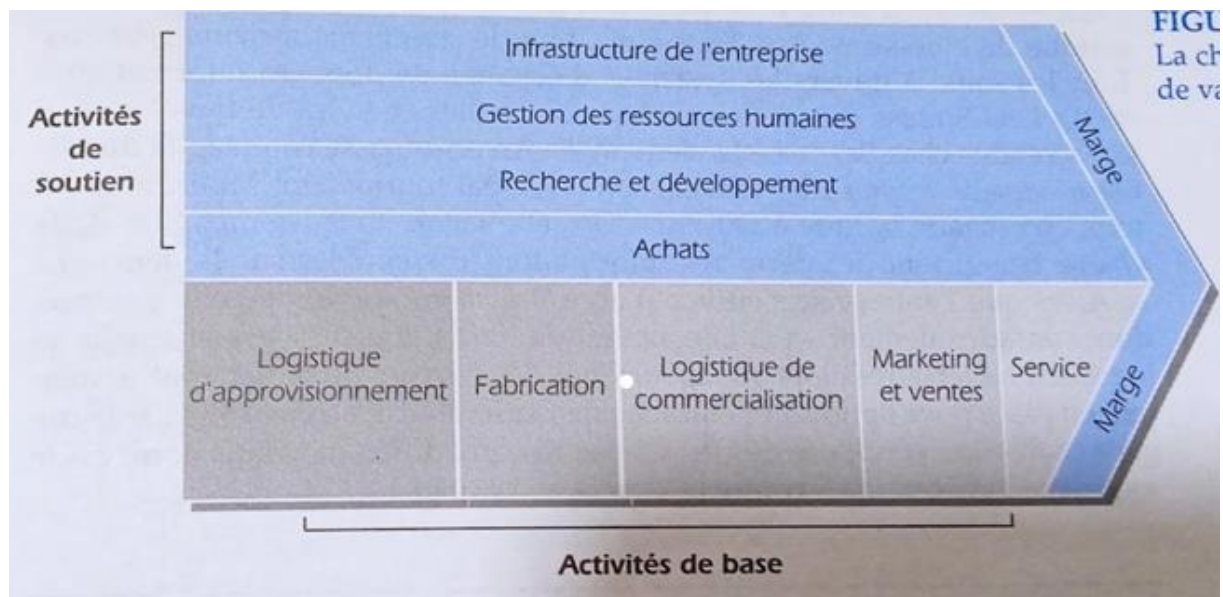 FIGU
La ch
de va
Activités
de
soutien
Infrastructure de l'entreprise
Gestion des ressources humaines
Recherche et développement
Achats
Marge
Logistique
d'approvisionnement
Fabrication
Logistique de
commercialisation
Marketing
et ventes
Service
Marge
Activités de base